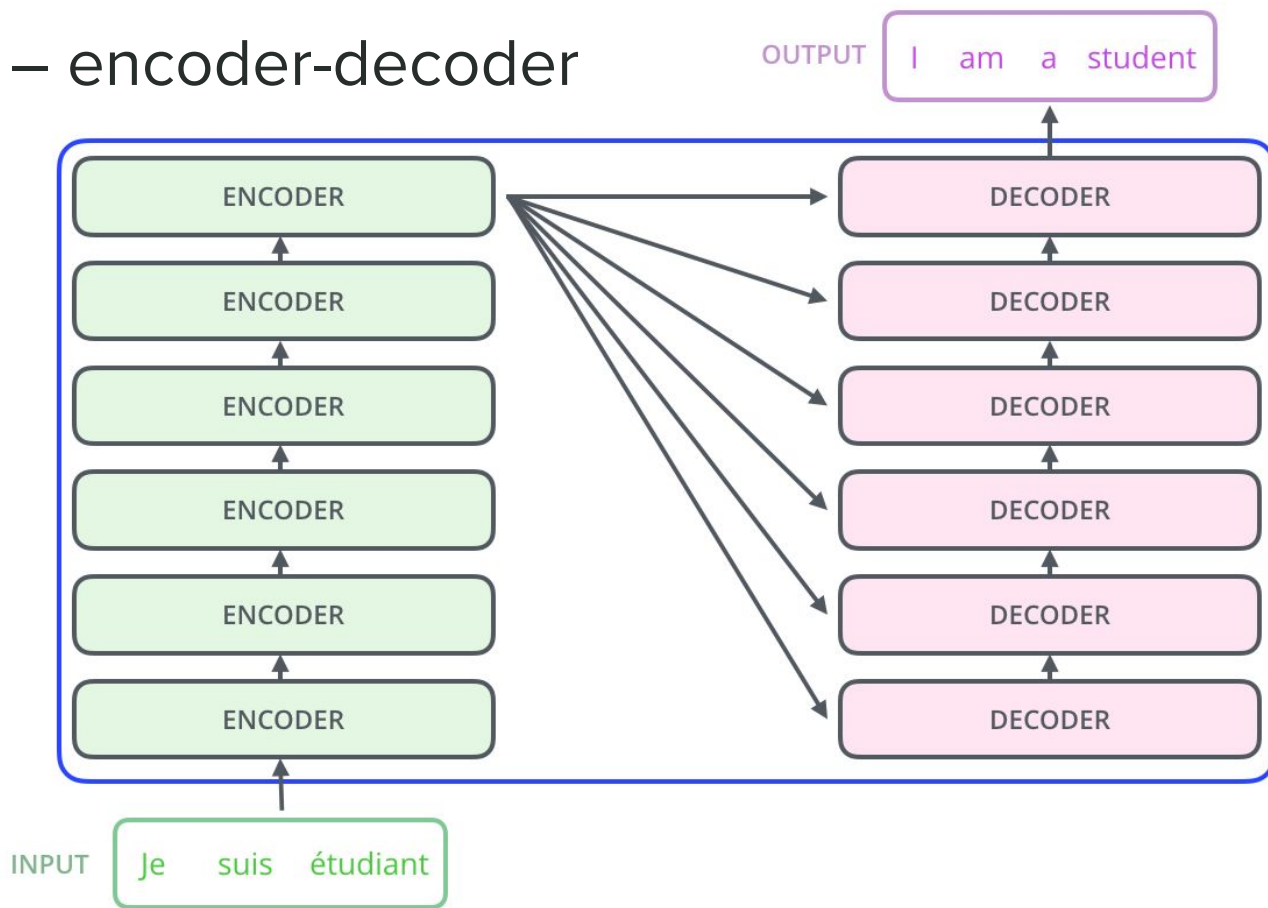 – encoder-decoder
OUTPUT
I am a student
ENCODER
DECODER
ENCODER
DECODER
ENCODER
DECODER
ENCODER
DECODER
ENCODER
DECODER
ENCODER
DECODER
INPUT
Je suis étudiant